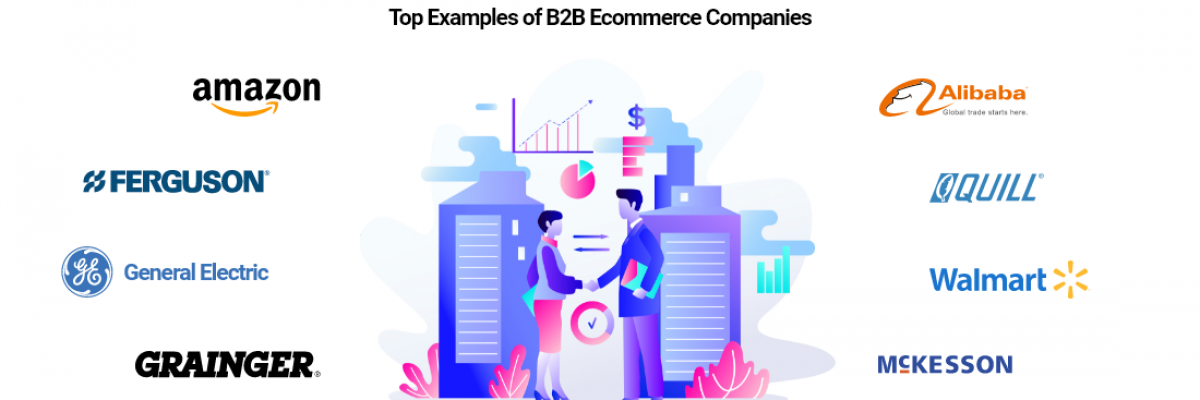 Top Examples of B2B Ecommerce Companies
amazon
Alibaba
Global trade starts here.
FERGUSON®
QUILL®
GE General Electric
Walmart
GRAINGER®
MCKESSON
$